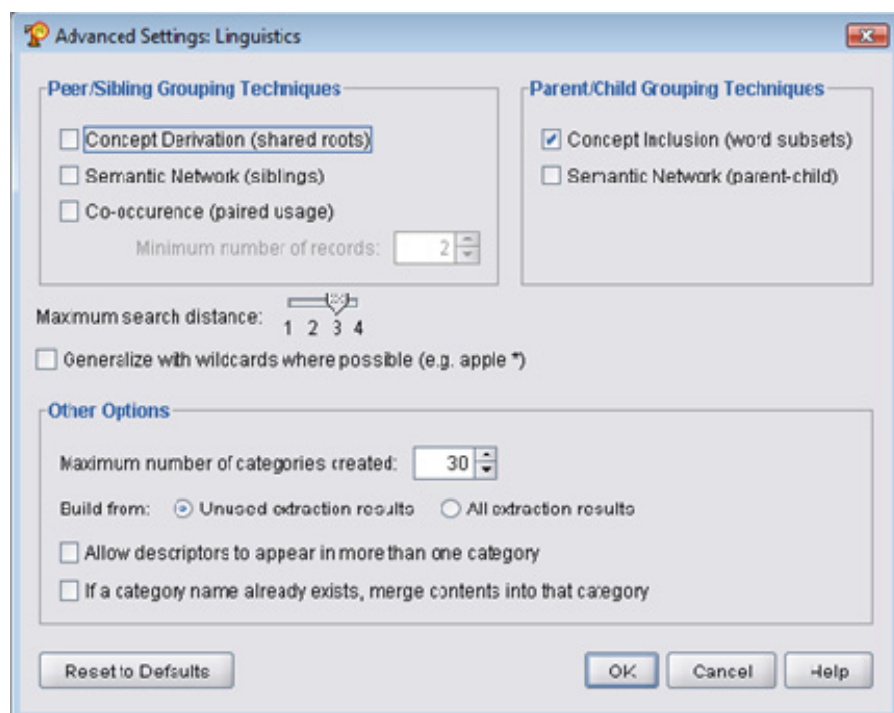 Advanced Settings: Linguistics
Peer/Sibling Grouping Techniques
Concept Derivation (shared roots)
Semantic Network (siblings)
Co-occurence (paired usage)
Minimum number of records: 2
Parent/Child Grouping Techniques
Concept Inclusion (word subsets)
Semantic Network (parent-child)
Maximum search distance:
1 2 3 4
Generalize with wildcards where possible (e.g. apple *)
Other Options
Maximum number of categories created: 30
Build from: Unused extraction results All extraction results
Allow descriptors to appear in more than one category
If a category name already exists, merge contents into that category
Reset to Defaults OK Cancel Help